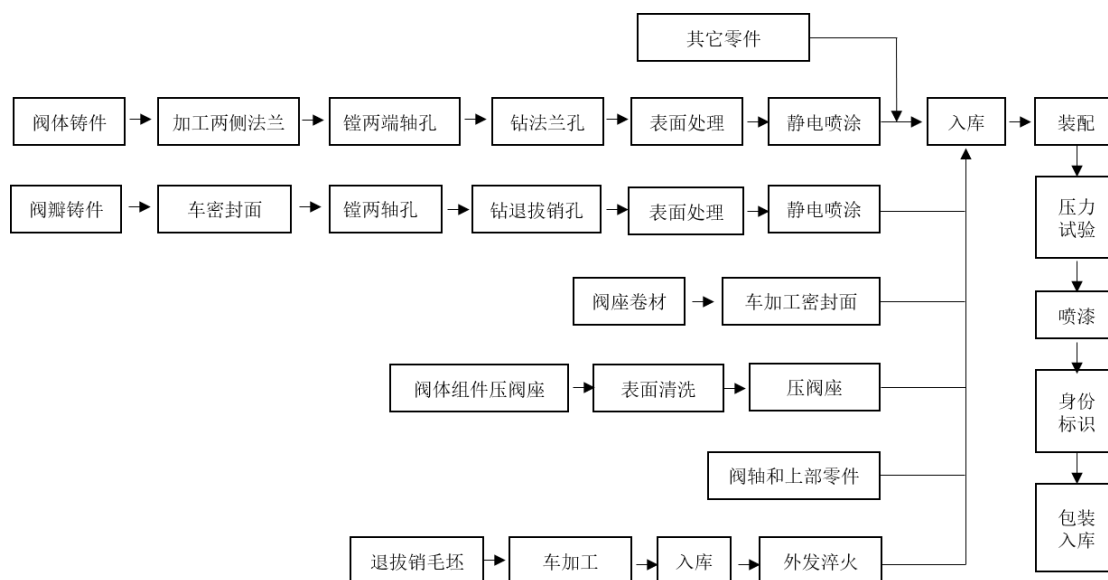 其它零件
阀体铸件
加工两侧法兰
镗两端轴孔
钻法兰孔
表面处理
静电喷涂
入库
装配
阀瓣铸件
车密封面
镗两轴孔
钻退拔销孔
表面处理
静电喷涂
压力
试验
阀座卷材
车加工密封面
喷漆
阀体组件压阀座
表面清洗
压阀座
身份
标识
阀轴和上部零件
包装
入库
退拔销毛坯
车加工
入库
外发淬火